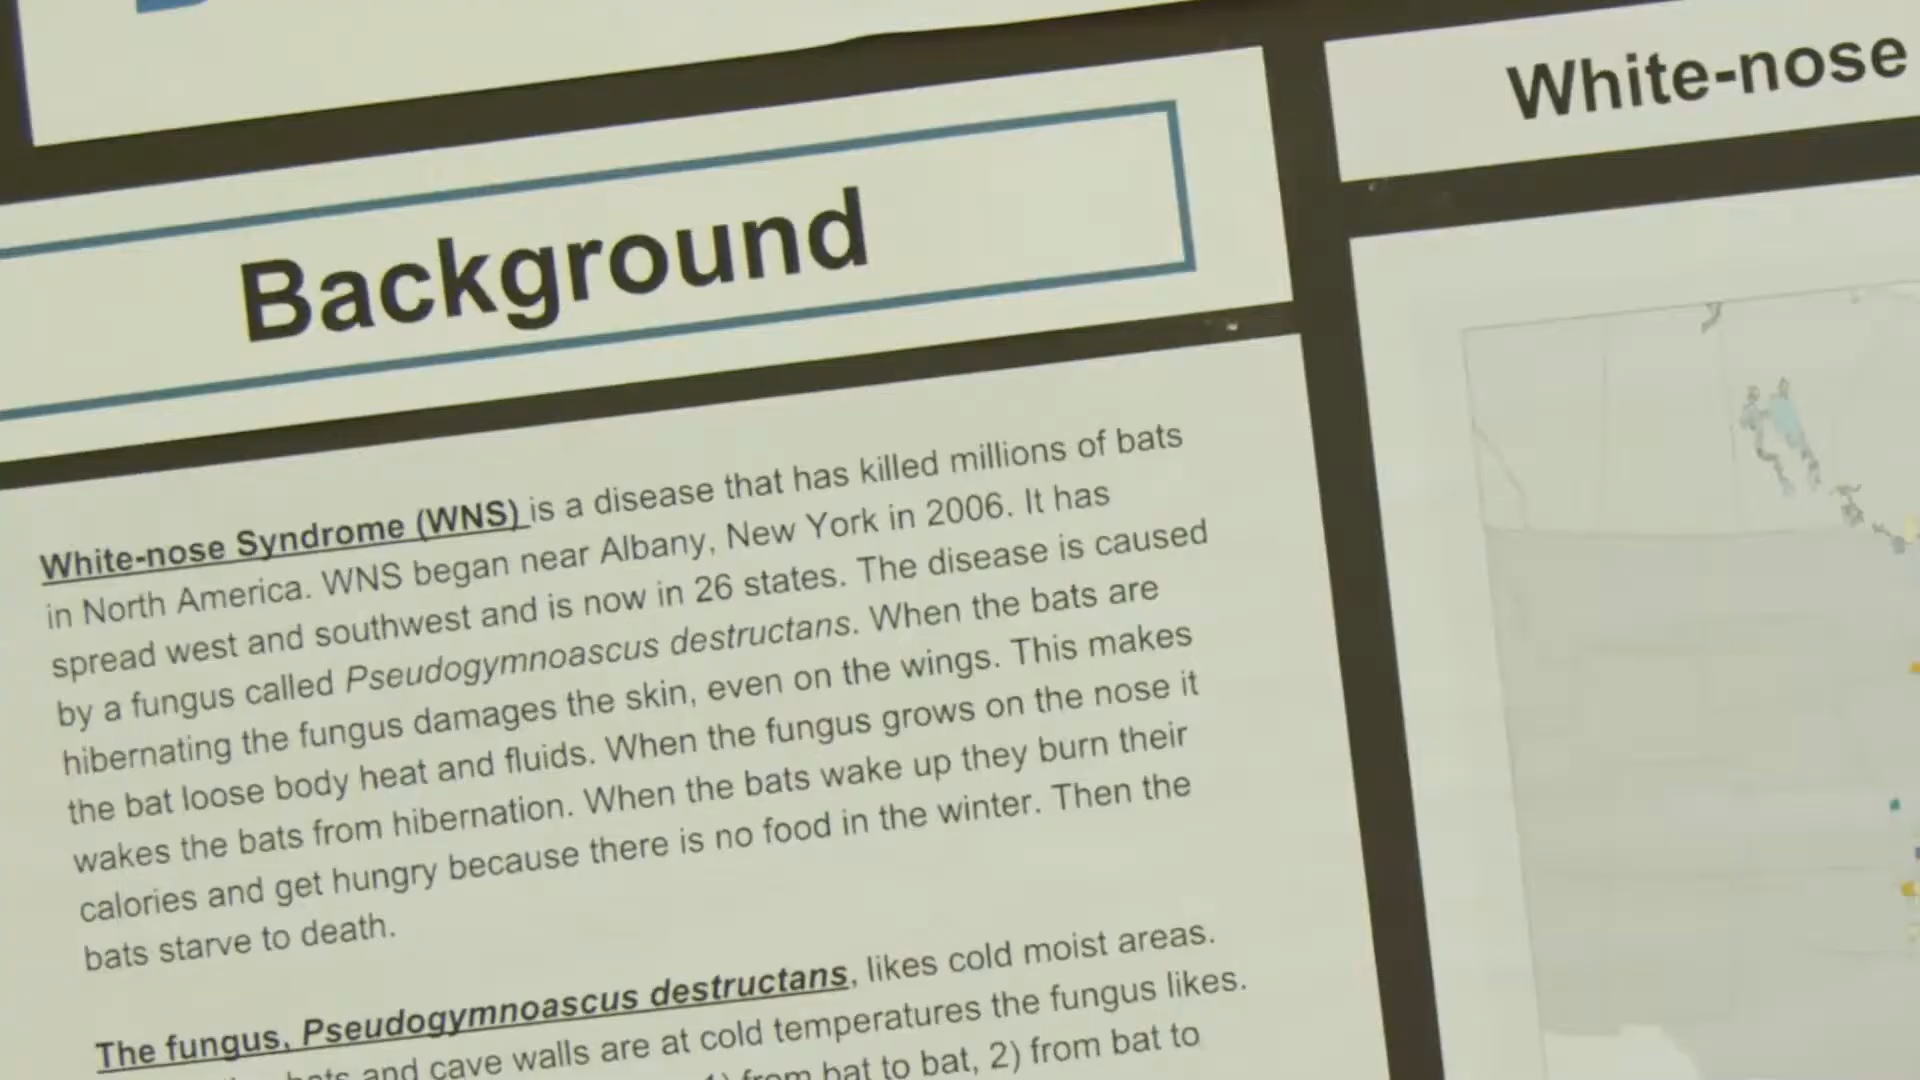 Background
White-nose Syndrome (WNS) is a disease that has killed millions of bats
in North America. WNS began near Albany, New York in 2006. It has
spread west and southwest and is now in 26 states. The disease is caused
by a fungus called Pseudogymnoascus destructans. When the bats are
hibernating the fungus damages the skin, even on the wings. This makes
the bat loose body heat and fluids. When the fungus grows on the nose it
wakes the bats from hibernation. When the bats wake up they burn their
calories and get hungry because there is no food in the winter. Then the
bats starve to death.
The fungus, Pseudogymnoascus destructans, likes cold moist areas.
bats and cave walls are at cold temperatures the fungus likes.
from bat to bat, 2) from bat to
White-nose